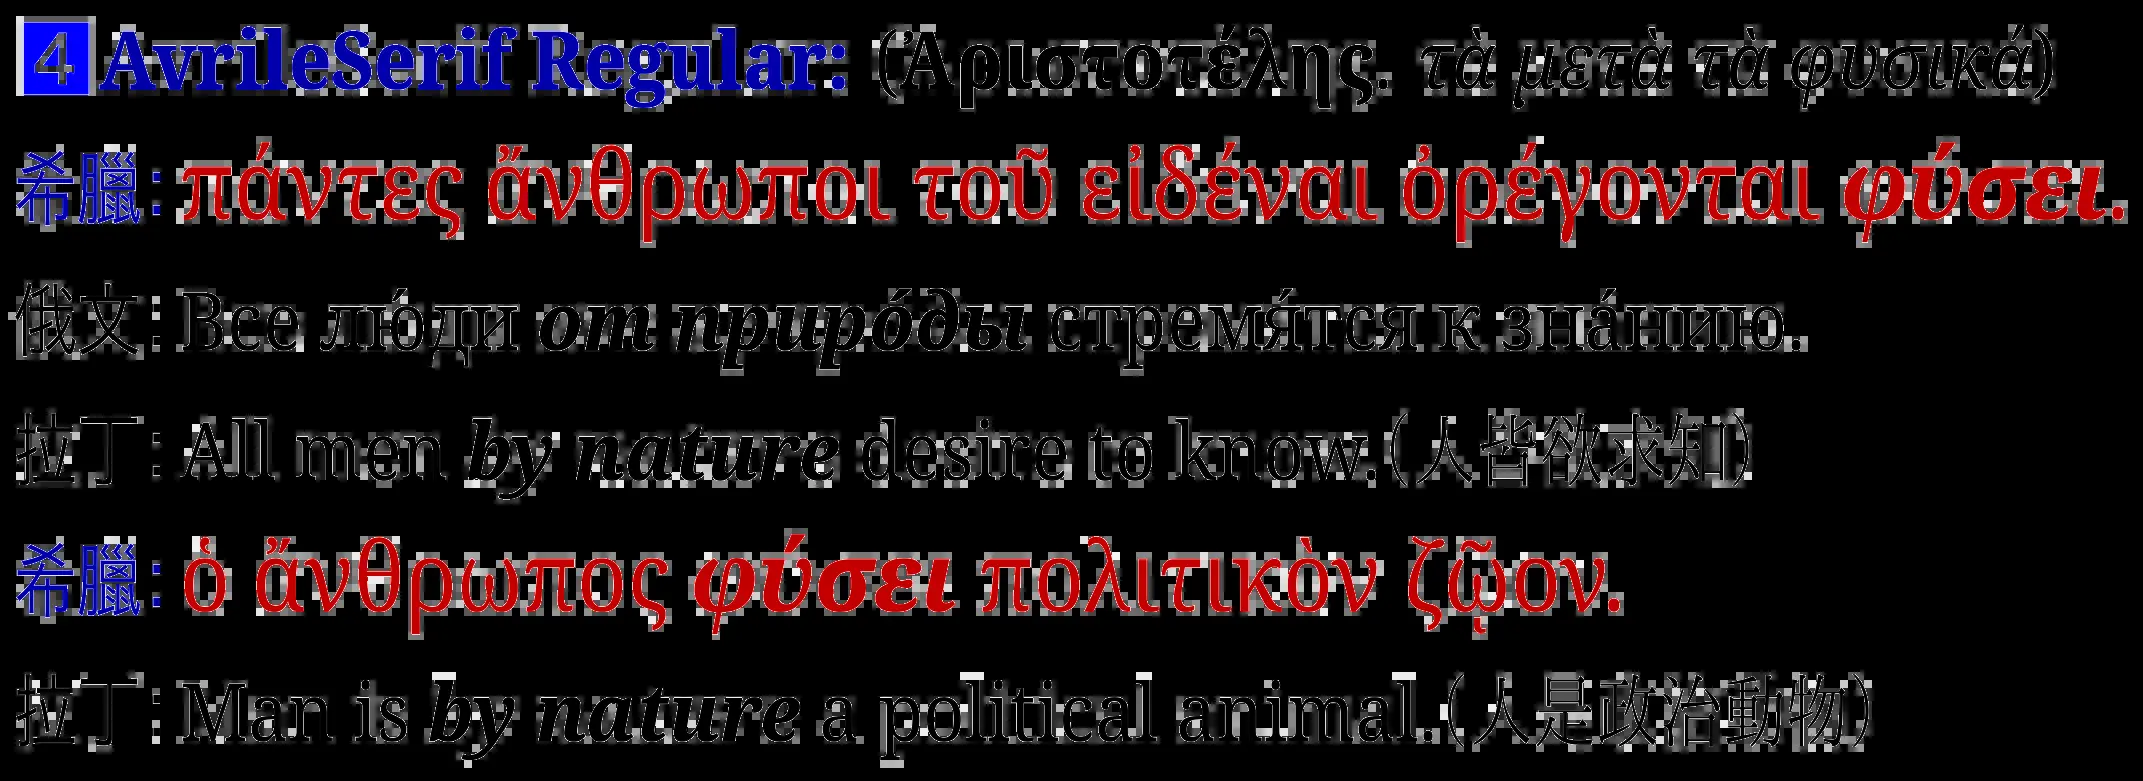 4 AvrileSerif Regular: (Ἀριστοτέλης. τὰ μετὰ τὰ φυσικά)
希臘: πάντες ἄνθρωποι τοῦ εἰδέναι ὀρέγονται φύσει.
俄文: Все лю́ди от приро́ды стремя́тся к зна́нию.
拉丁: All men by nature desire to know.(人皆欲求知)
希臘: ὁ ἄνθρωπος φύσει πολιτικὸν ζῷον.
拉丁: Man is by nature a political animal.(人是政治動物)